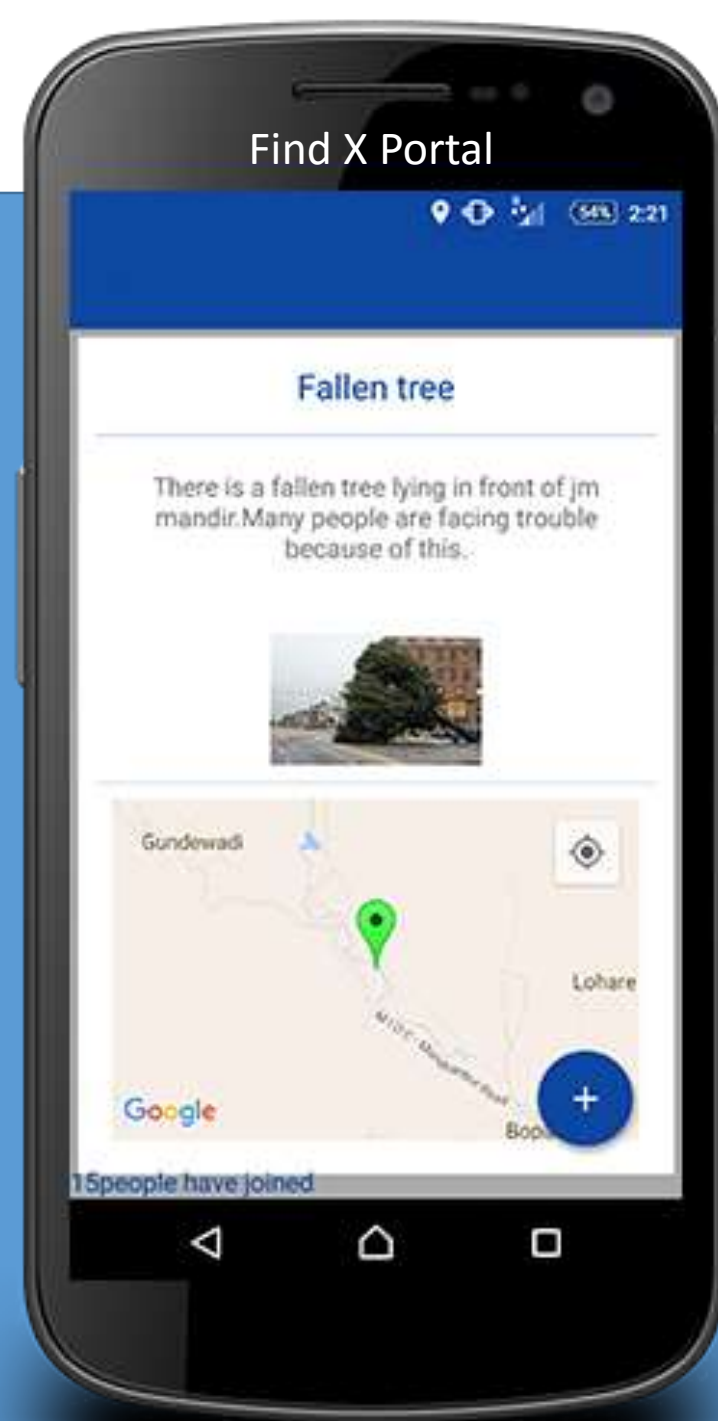 Find X Portal
54% 2:21
Fallen tree
There is a fallen tree lying in front of jm
mandir.Many people are facing trouble
because of this.
Gundewadi
Lohare
Google
15people have joined